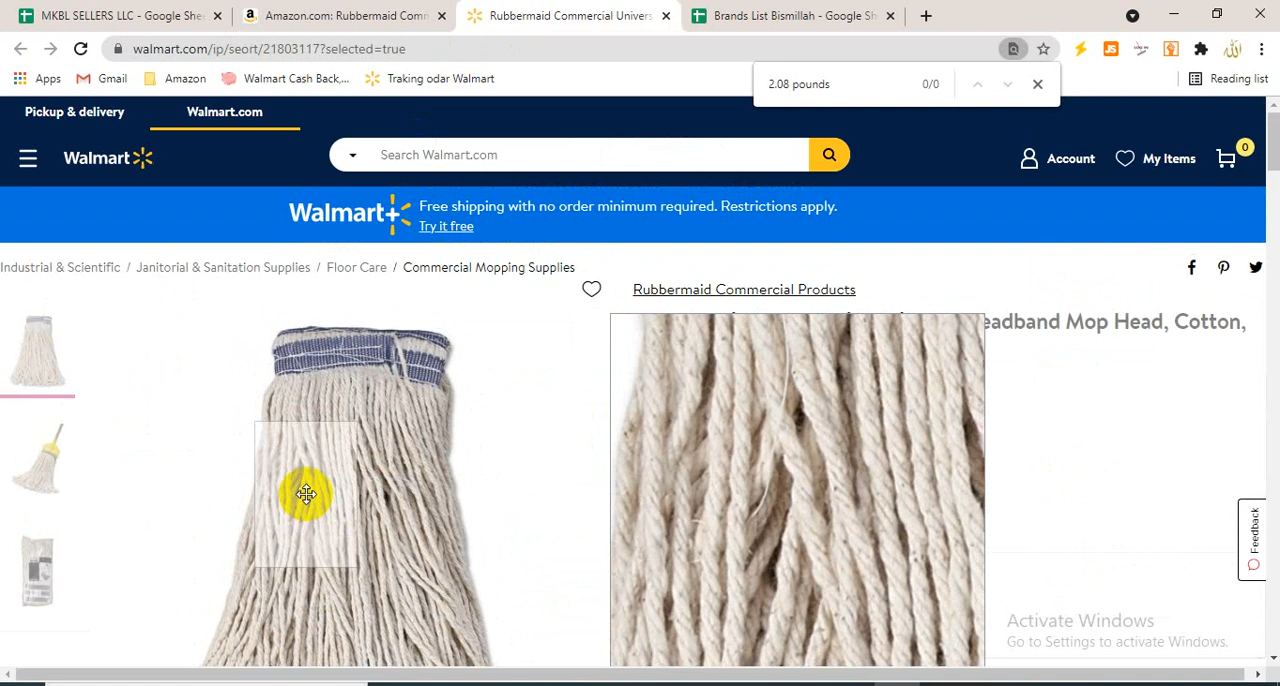 MKBL SELLERS LLC - Google Shee
Amazon.com: Rubbermaid Comm
Rubbermaid Commercial Univers
Brands List Bismillah - Google Sh
walmart.com/ip/seort/21803117?selected=true
Apps
Gmail
Amazon
Walmart Cash Back,...
Traking odar Walmart
Reading list
2.08 pounds
0/0
Pickup & delivery
Walmart.com
Walmart
Search Walmart.com
Account
My Items
0
Walmart+
Free shipping with no order minimum required. Restrictions apply.
Try it free
Industrial & Scientific / Janitorial & Sanitation Supplies / Floor Care / Commercial Mopping Supplies
Rubbermaid Commercial Products
eadband Mop Head, Cotton,
Feedback
Activate Windows
Go to Settings to activate Windows.